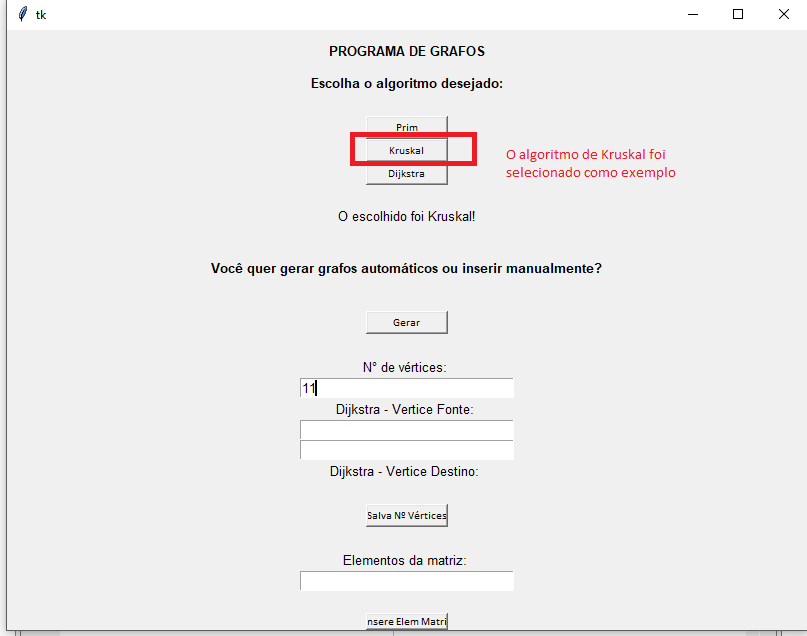 tk
PROGRAMA DE GRAFOS
Escolha o algoritmo desejado:
Prim
Kruskal
Dijkstra
O algoritmo de Kruskal foi
selecionado como exemplo
O escolhido foi Kruskal!
Você quer gerar grafos automáticos ou inserir manualmente?
Gerar
N° de vértices:
11
Dijkstra - Vertice Fonte:
Dijkstra - Vertice Destino:
Salva Nº Vértices
Elementos da matriz:
nsere Elem Matri